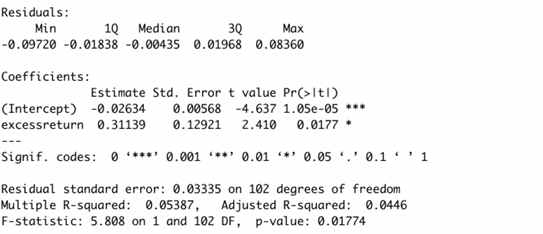 Residuals:
     Min       1Q   Median       3Q      Max
-0.09720 -0.01838 -0.00435  0.01968  0.08360
Coefficients:
             Estimate Std. Error t value Pr(>|t|)
(Intercept)  -0.02634    0.00568  -4.637 1.05e-05 ***
excessreturn  0.31139    0.12921   2.410   0.0177 *
---
Signif. codes:  0 ‘***’ 0.001 ‘**’ 0.01 ‘*’ 0.05 ‘.’ 0.1 ‘ ’ 1
Residual standard error: 0.03335 on 102 degrees of freedom
Multiple R-squared:  0.05387,   Adjusted R-squared:  0.0446
F-statistic: 5.808 on 1 and 102 DF,  p-value: 0.01774